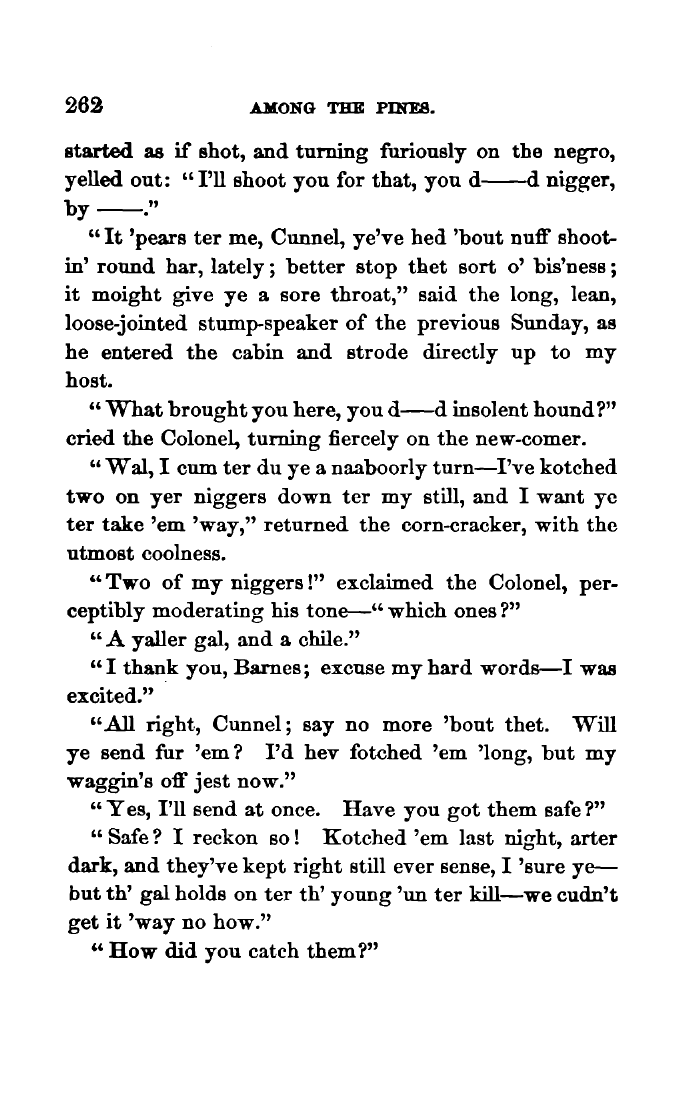 262 AMONG THE PINES.
started as if shot, and turning furiously on the negro,
yelled out: “I’ll shoot you for that, you d——d nigger,
by ——.”
“It ’pears ter me, Cunnel, ye’ve hed ’bout nuff shoot-
in’ round har, lately; better stop thet sort o’ bis’ness;
it moight give ye a sore throat,” said the long, lean,
loose-jointed stump-speaker of the previous Sunday, as
he entered the cabin and strode directly up to my
host.
“What brought you here, you d——d insolent hound?”
cried the Colonel, turning fiercely on the new-comer.
“Wal, I cum ter du ye a naaboorly turn—I’ve kotched
two on yer niggers down ter my still, and I want ye
ter take ’em ’way,” returned the corn-cracker, with the
utmost coolness.
“Two of my niggers!” exclaimed the Colonel, per-
ceptibly moderating his tone—“which ones?”
“A yaller gal, and a chile.”
“I thank you, Barnes; excuse my hard words—I was
excited.”
“All right, Cunnel; say no more ’bout thet. Will
ye send fur ’em? I’d hev fotched ’em ’long, but my
waggin’s off jest now.”
“Yes, I’ll send at once. Have you got them safe?”
“Safe? I reckon so! Kotched ’em last night, arter
dark, and they’ve kept right still ever sense, I ’sure ye—
but th’ gal holds on ter th’ young ’un ter kill—we cudn’t
get it ’way no how.”
“How did you catch them?”